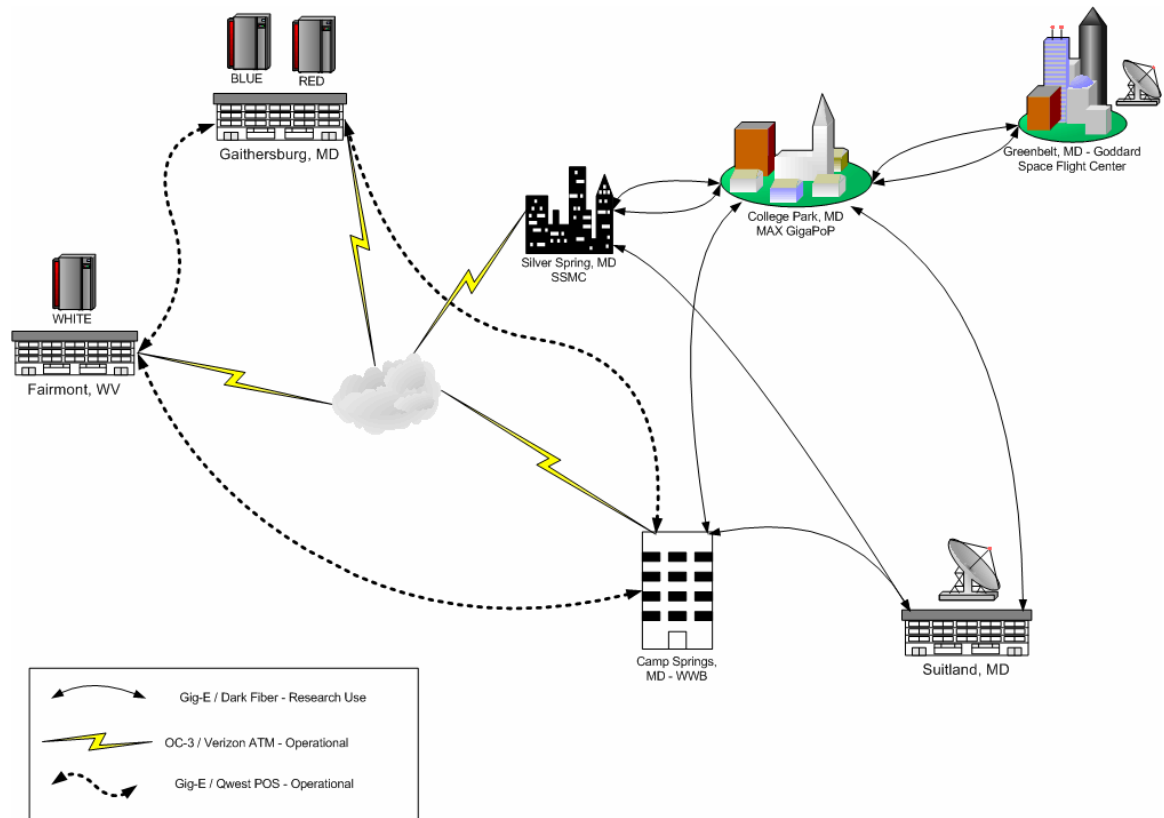 BLUE
RED
Gaithersburg, MD
Greenbelt, MD - Goddard
Space Flight Center
College Park, MD
MAX GigaPoP
Silver Spring, MD
SSMC
WHITE
Fairmont, WV
Camp Springs,
MD - WWB
Suitland, MD
Gig-E / Dark Fiber - Research Use
OC-3 / Verizon ATM - Operational
Gig-E / Qwest POS - Operational